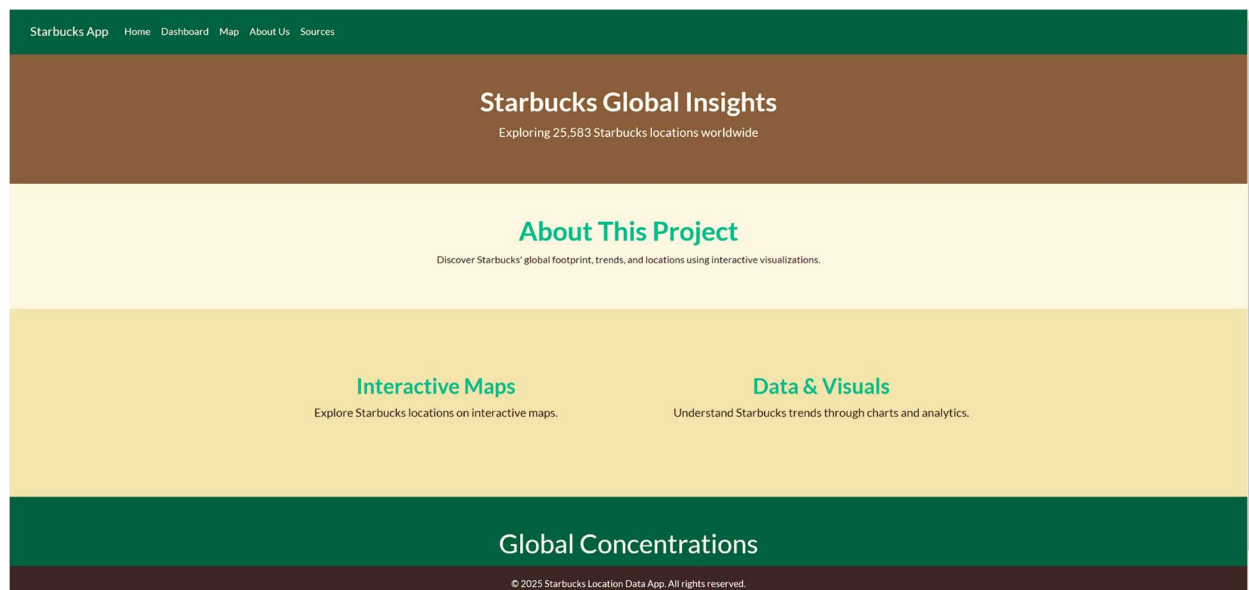 Starbucks App Home Dashboard Map About Us Sources
Starbucks Global Insights
Exploring 25,583 Starbucks locations worldwide
About This Project
Discover Starbucks' global footprint, trends, and locations using interactive visualizations.
Interactive Maps
Explore Starbucks locations on interactive maps.
Data & Visuals
Understand Starbucks trends through charts and analytics.
Global Concentrations
© 2025 Starbucks Location Data App. All rights reserved.